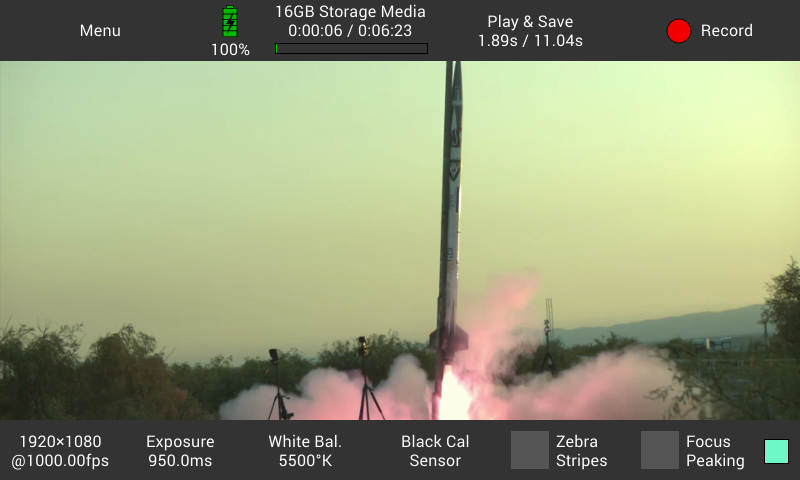 Menu
100%
16GB Storage Media
0:00:06 / 0:06:23
Play & Save
1.89s / 11.04s
Record
1920×1080
@1000.00fps
Exposure
950.0ms
White Bal.
5500°K
Black Cal
Sensor
Zebra
Stripes
Focus
Peaking